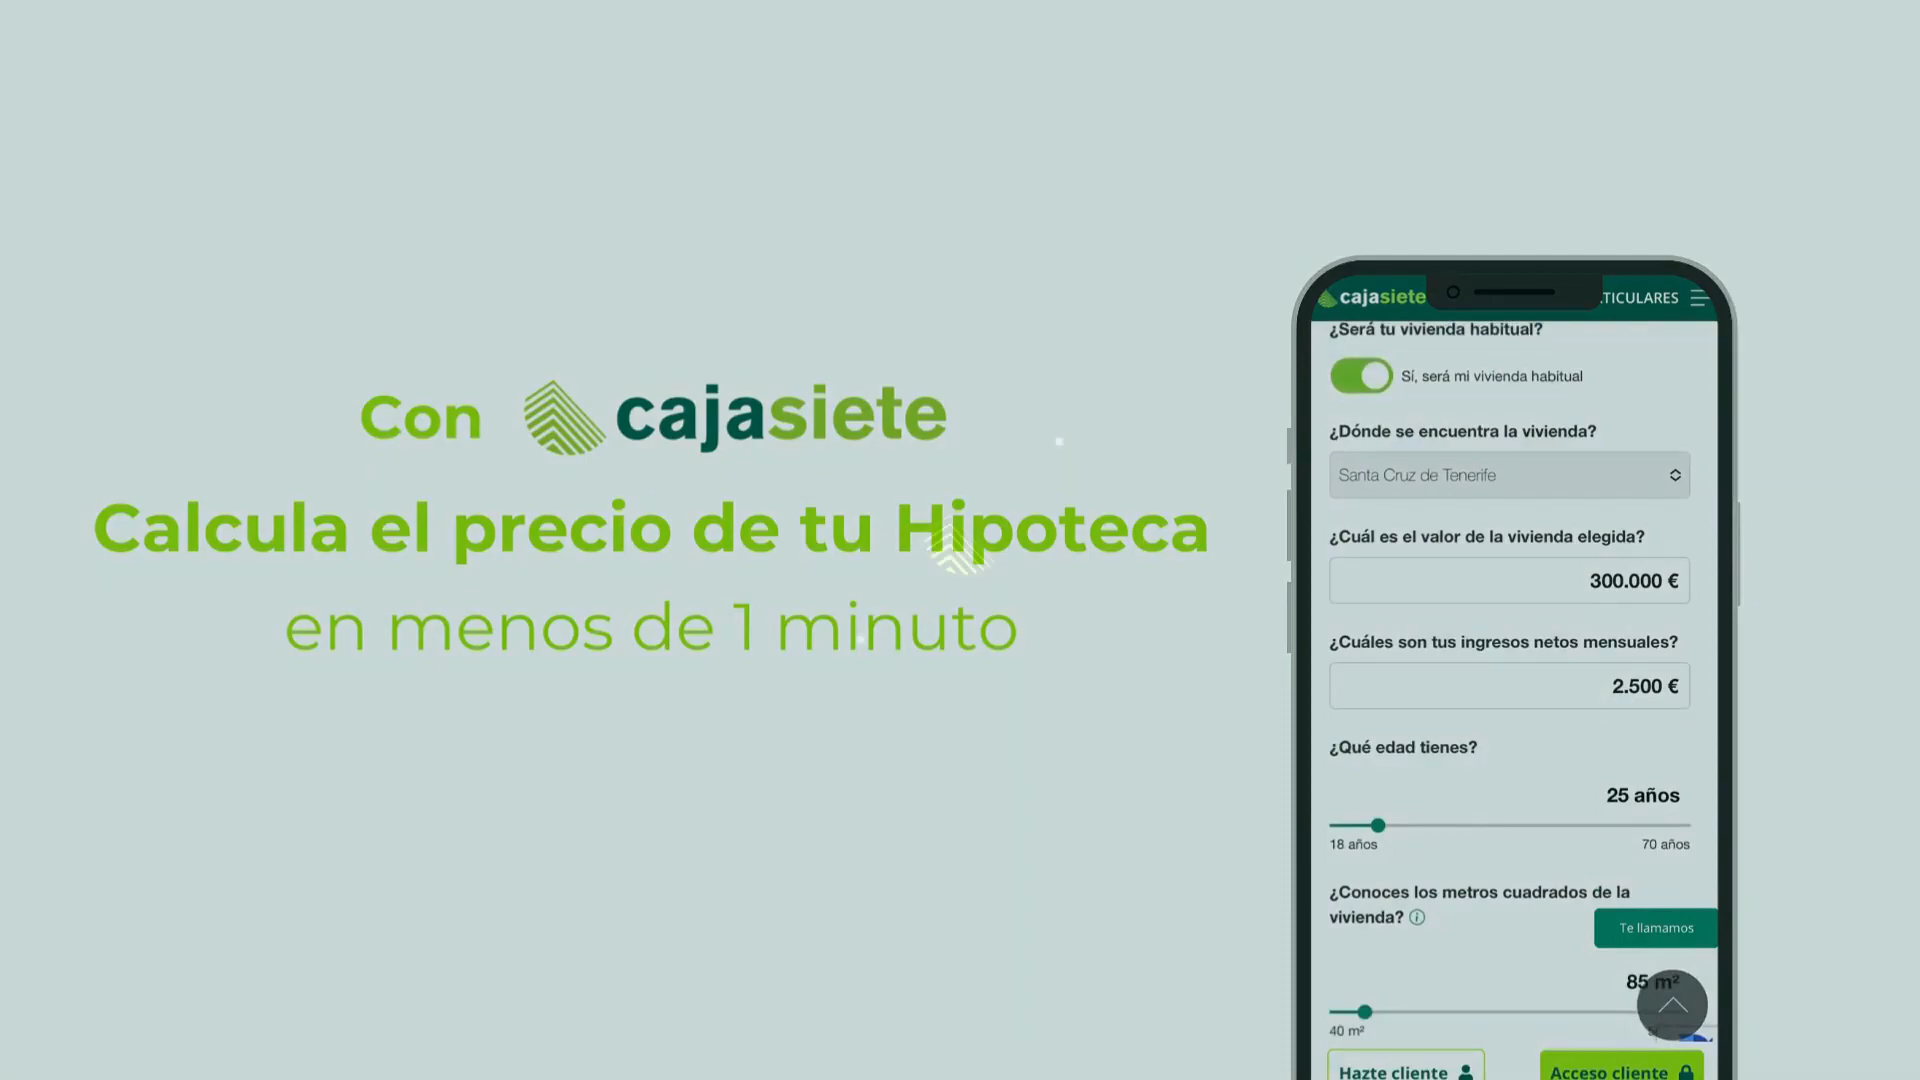 Con cajasiete
Calcula el precio de tu Hipoteca
en menos de 1 minuto
cajasiete
TICULARES
¿Será tu vivienda habitual?
Sí, será mi vivienda habitual
¿Dónde se encuentra la vivienda?
Santa Cruz de Tenerife
¿Cuál es el valor de la vivienda elegida?
300.000 €
¿Cuáles son tus ingresos netos mensuales?
2.500 €
¿Qué edad tienes?
25 años
18 años 70 años
¿Conoces los metros cuadrados de la
vivienda?
Te llamamos
85 m²
40 m²
Hazte cliente Acceso cliente